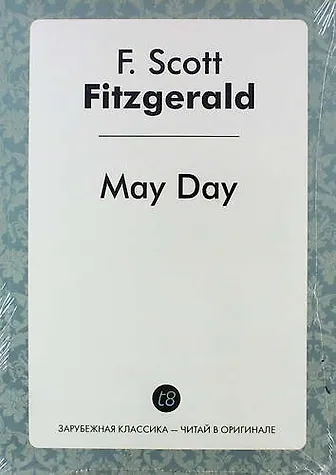 F. Scott
Fitzgerald
May Day
t8
ЗАРУБЕЖНАЯ КЛАССИКА — ЧИТАЙ В ОРИГИНАЛЕ